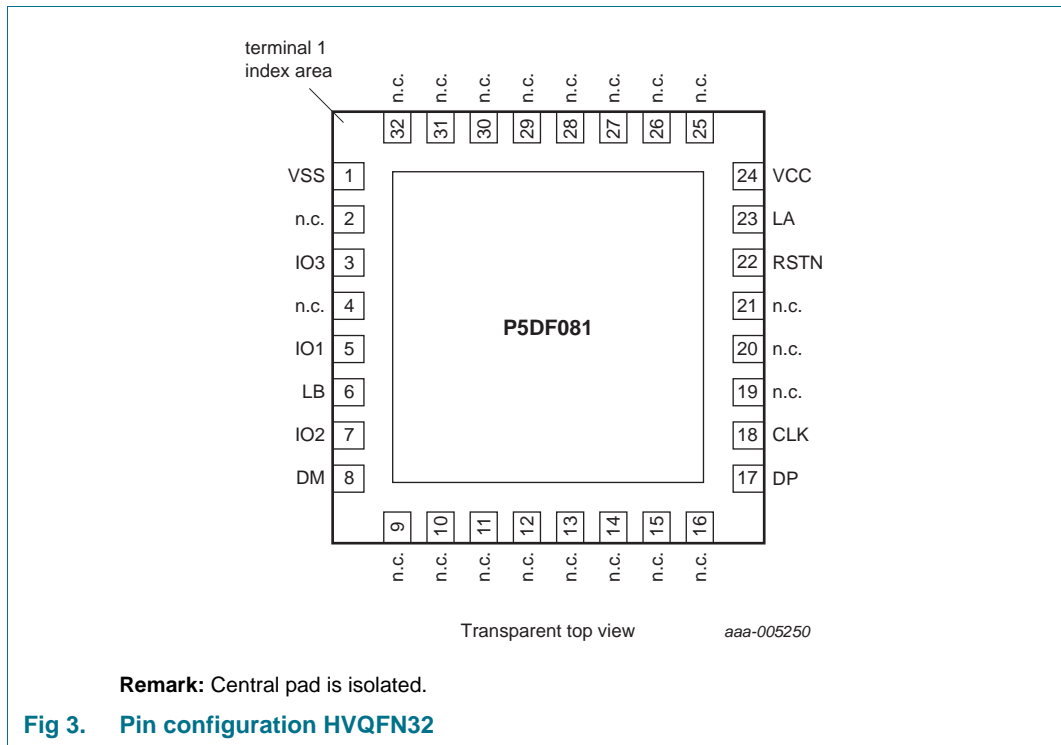 terminal 1
index area
n.c. n.c. n.c. n.c. n.c. n.c. n.c. n.c.
32 31 30 29 28 27 26 25
VSS 1 24 VCC
n.c. 2 23 LA
IO3 3 22 RSTN
n.c. 4 21 n.c.
P5DF081
IO1 5 20 n.c.
LB 6 19 n.c.
IO2 7 18 CLK
DM 8 17 DP
9 10 11 12 13 14 15 16
n.c. n.c. n.c. n.c. n.c. n.c. n.c. n.c.
Transparent top view aaa-005250
Remark: Central pad is isolated.
Fig 3. Pin configuration HVQFN32